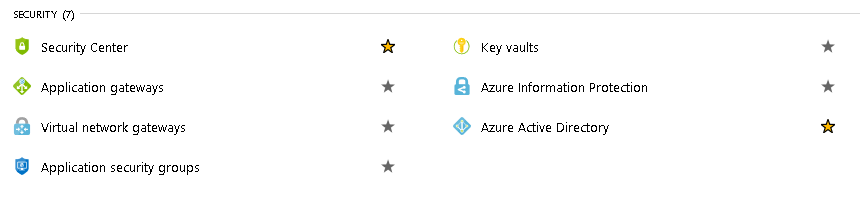 SECURITY (7)
Security Center
Key vaults
Application gateways
Azure Information Protection
Virtual network gateways
Azure Active Directory
Application security groups